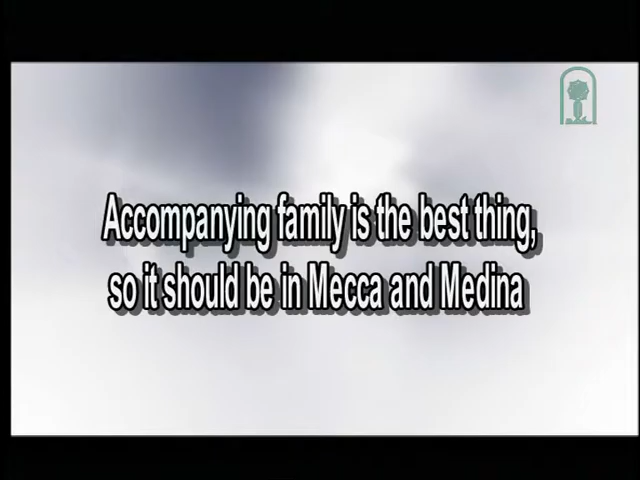 Accompanying family is the best thing,
so it should be in Mecca and Medina